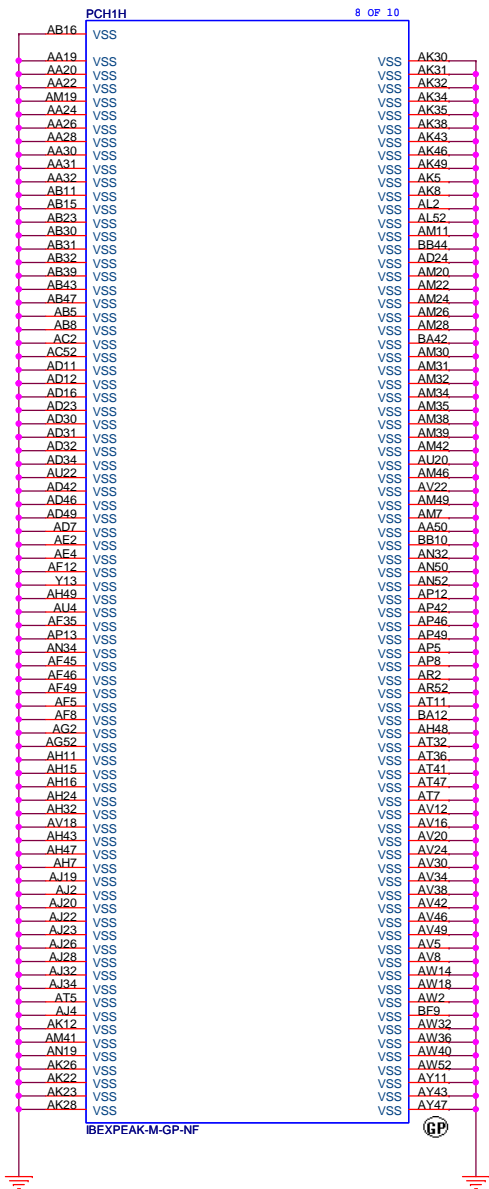 PCH1H 8 OF 10
AB16 VSS
AA19 VSS VSS AK30
AA20 VSS VSS AK31
AA22 VSS VSS AK32
AM19 VSS VSS AK34
AA24 VSS VSS AK35
AA26 VSS VSS AK38
AA28 VSS VSS AK43
AA30 VSS VSS AK46
AA31 VSS VSS AK49
AA32 VSS VSS AK5
AB11 VSS VSS AK8
AB15 VSS VSS AL2
AB23 VSS VSS AL52
AB30 VSS VSS AM11
AB31 VSS VSS BB44
AB32 VSS VSS AD24
AB39 VSS VSS AM20
AB43 VSS VSS AM22
AB47 VSS VSS AM24
AB5 VSS VSS AM26
AB8 VSS VSS AM28
AC2 VSS VSS BA42
AC52 VSS VSS AM30
AD11 VSS VSS AM31
AD12 VSS VSS AM32
AD16 VSS VSS AM34
AD23 VSS VSS AM35
AD30 VSS VSS AM38
AD31 VSS VSS AM39
AD32 VSS VSS AM42
AD34 VSS VSS AU20
AU22 VSS VSS AM46
AD42 VSS VSS AV22
AD46 VSS VSS AM49
AD49 VSS VSS AM7
AD7 VSS VSS AA50
AE2 VSS VSS BB10
AE4 VSS VSS AN32
AF12 VSS VSS AN50
Y13 VSS VSS AN52
AH49 VSS VSS AP12
AU4 VSS VSS AP42
AF35 VSS VSS AP46
AP13 VSS VSS AP49
AN34 VSS VSS AP5
AF45 VSS VSS AP8
AF46 VSS VSS AR2
AF49 VSS VSS AR52
AF5 VSS VSS AT11
AF8 VSS VSS BA12
AG2 VSS VSS AH48
AG52 VSS VSS AT32
AH11 VSS VSS AT36
AH15 VSS VSS AT41
AH16 VSS VSS AT47
AH24 VSS VSS AT7
AH32 VSS VSS AV12
AV18 VSS VSS AV16
AH43 VSS VSS AV20
AH47 VSS VSS AV24
AH7 VSS VSS AV30
AJ19 VSS VSS AV34
AJ2 VSS VSS AV38
AJ20 VSS VSS AV42
AJ22 VSS VSS AV46
AJ23 VSS VSS AV49
AJ26 VSS VSS AV5
AJ28 VSS VSS AV8
AJ32 VSS VSS AW14
AJ34 VSS VSS AW18
AT5 VSS VSS AW2
AJ4 VSS VSS BF9
AK12 VSS VSS AW32
AM41 VSS VSS AW36
AN19 VSS VSS AW40
AK26 VSS VSS AW52
AK22 VSS VSS AY11
AK23 VSS VSS AY43
AK28 VSS VSS AY47
IBEXPEAK-M-GP-NF GP